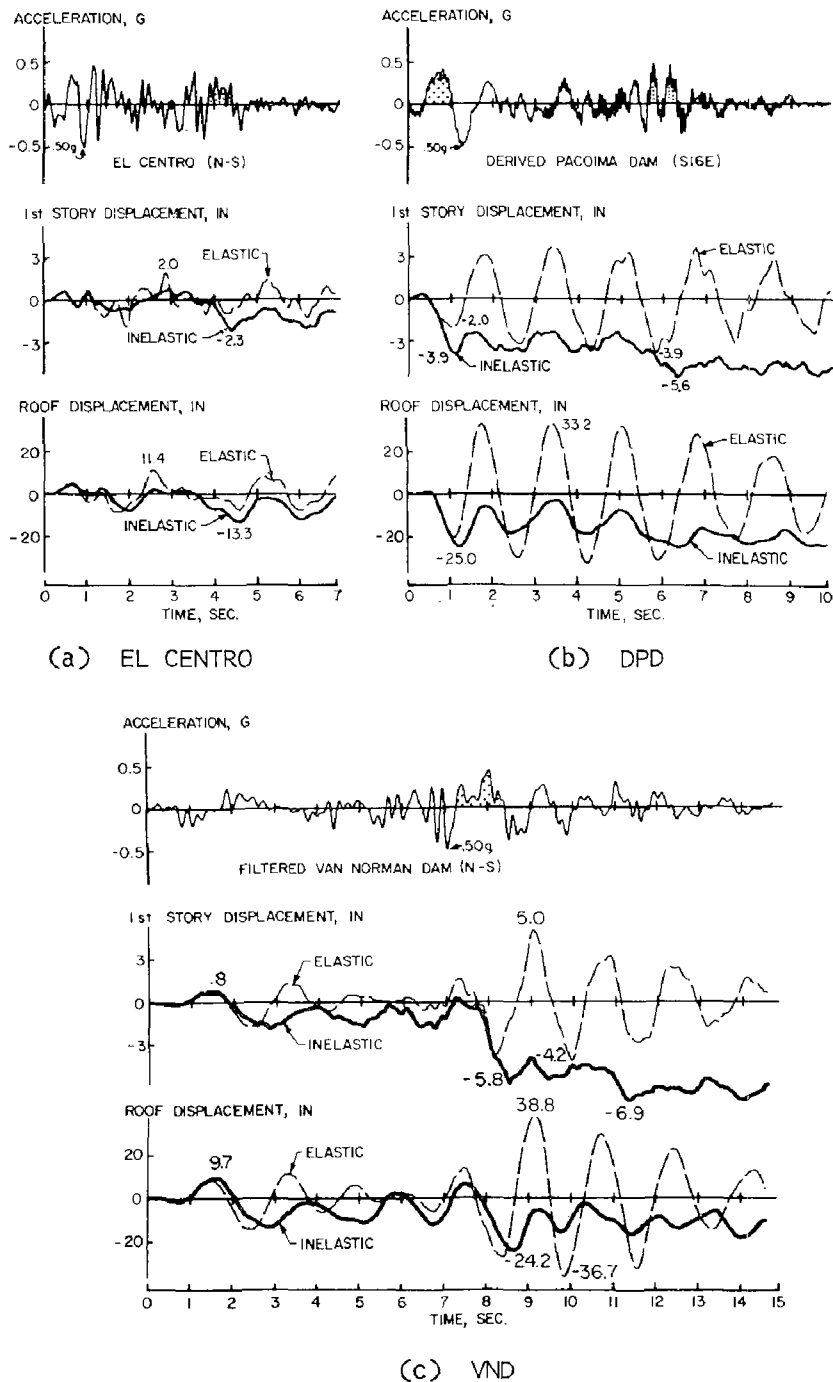 ACCELERATION, G
0.5
0
-0.5
.50g
EL CENTRO (N-S)
1st STORY DISPLACEMENT, IN
3
0
-3
2.0
ELASTIC
INELASTIC
-2.3
ROOF DISPLACEMENT, IN
20
0
-20
11.4
ELASTIC
INELASTIC
-13.3
0 1 2 3 4 5 6 7
TIME, SEC.
(a) EL CENTRO
ACCELERATION, G
0.5
0
-0.5
.50g
DERIVED PACOIMA DAM (S16E)
1st STORY DISPLACEMENT, IN
3
0
-3
ELASTIC
-2.0
-3.9
INELASTIC
-3.9
-5.6
ROOF DISPLACEMENT, IN
20
0
-20
33.2
ELASTIC
INELASTIC
-25.0
0 1 2 3 4 5 6 7 8 9 10
TIME, SEC.
(b) DPD
ACCELERATION, G
0.5
0
-0.5
.50g
FILTERED VAN NORMAN DAM (N-S)
1st STORY DISPLACEMENT, IN
3
0
-3
.8
ELASTIC
INELASTIC
5.0
-5.8
-4.2
-6.9
ROOF DISPLACEMENT, IN
20
0
-20
9.7
ELASTIC
INELASTIC
38.8
-24.2
-36.7
0 1 2 3 4 5 6 7 8 9 10 11 12 13 14 15
TIME, SEC.
(c) VND